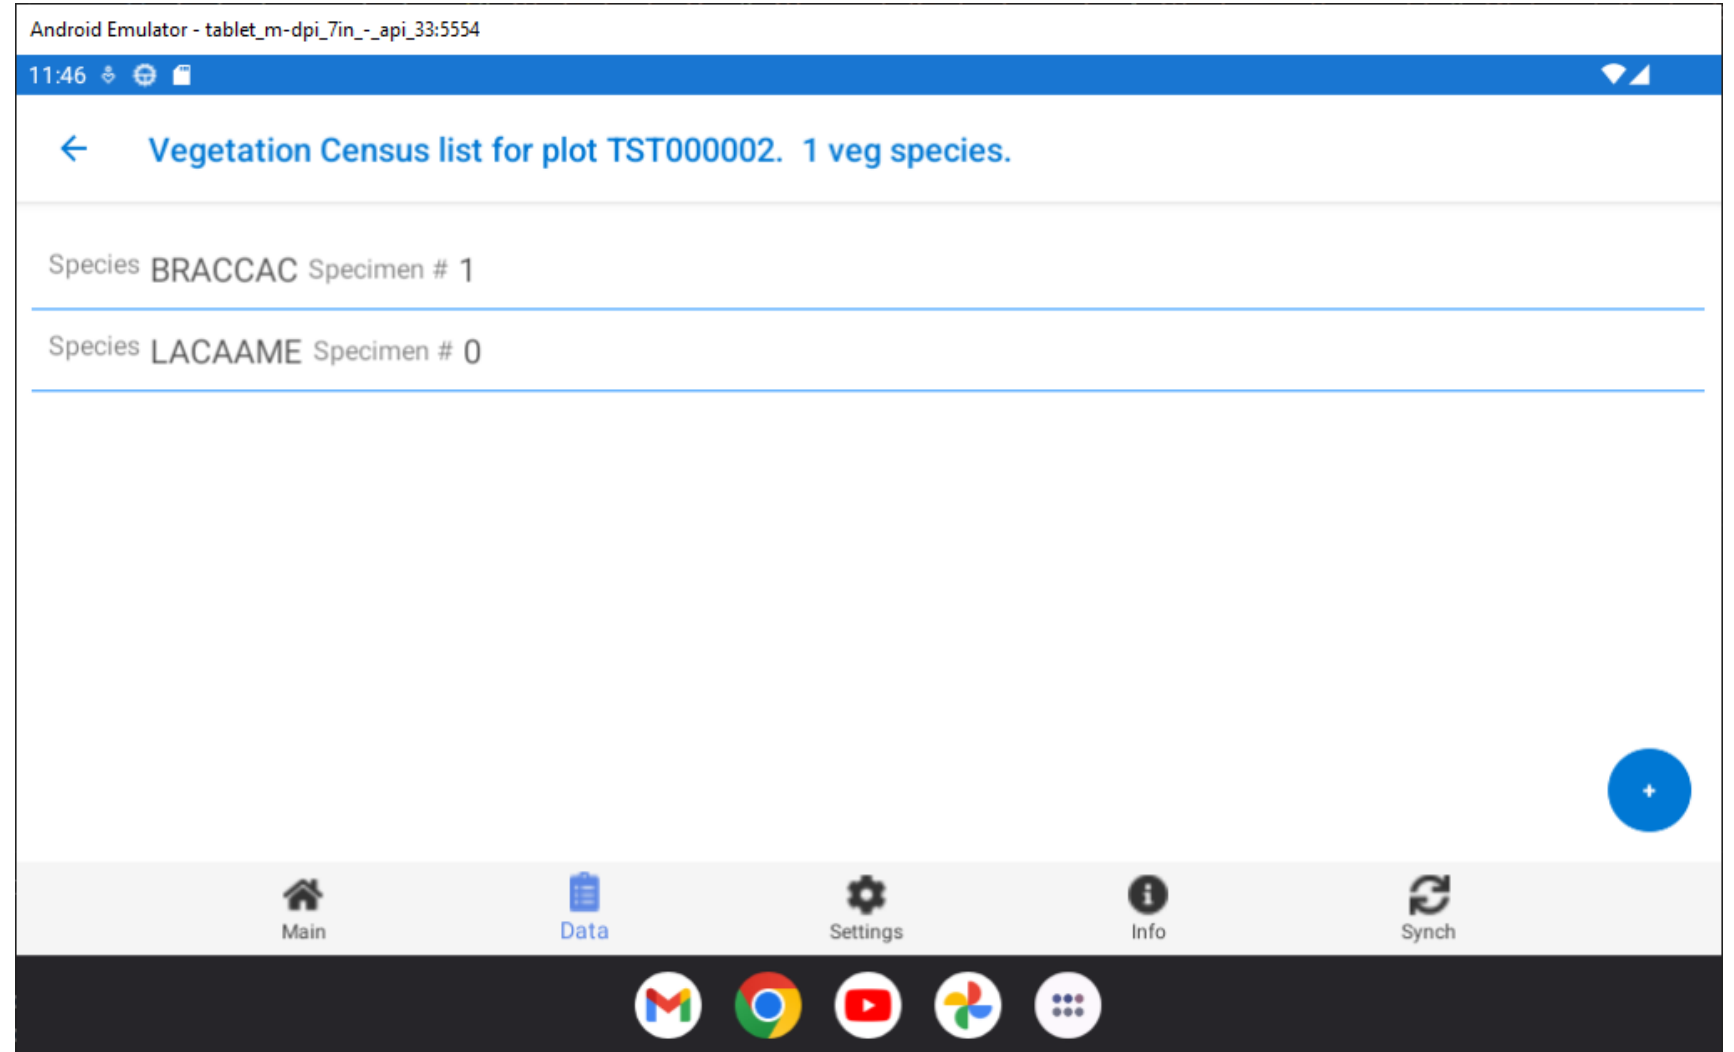 Android Emulator - tablet_m-dpi_7in_-_api_33:5554
11:46
Vegetation Census list for plot TST000002. 1 veg species.
Species BRACCAC Specimen # 1
Species LACAAME Specimen # 0
+
Main Data Settings Info Synch